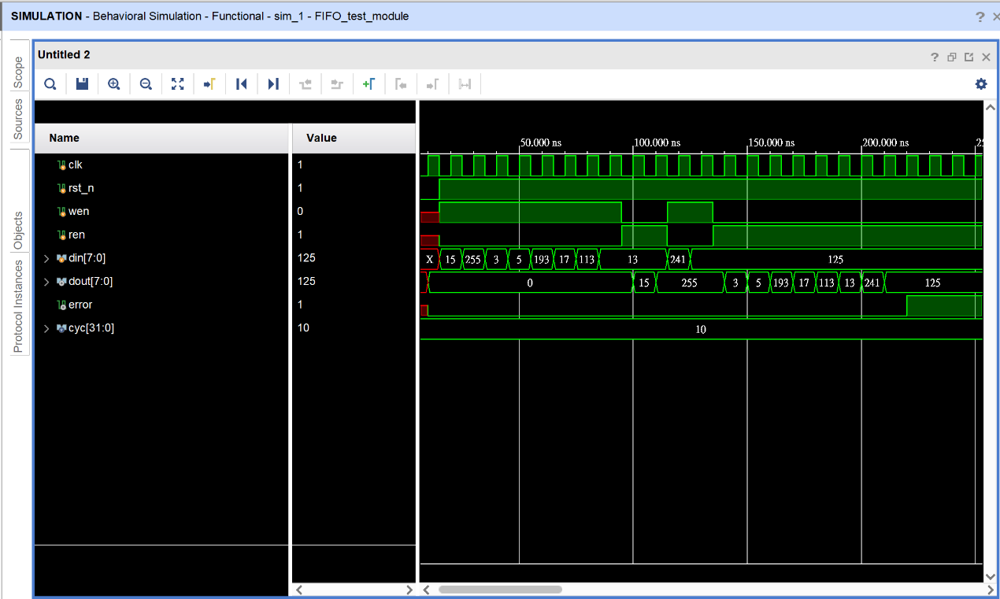 SIMULATION - Behavioral Simulation - Functional - sim_1 - FIFO_test_module
Scope
Sources
Objects
Protocol Instances
Untitled 2
Name Value
50.000 ns 100.000 ns 150.000 ns 200.000 ns 25
clk 1
rst_n 1
wen 0
ren 1
din[7:0] 125 X 15 255 3 5 193 17 113 13 241 125
dout[7:0] 125 0 15 255 3 5 193 17 113 13 241 125
error 1
cyc[31:0] 10 10